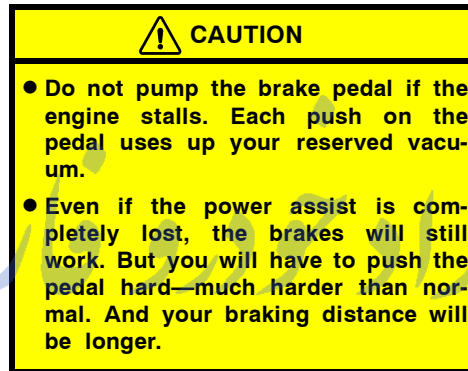 CAUTION
● Do not pump the brake pedal if the
engine stalls. Each push on the
pedal uses up your reserved vacu-
um.
● Even if the power assist is com-
pletely lost, the brakes will still
work. But you will have to push the
pedal hard—much harder than nor-
mal. And your braking distance will
be longer.